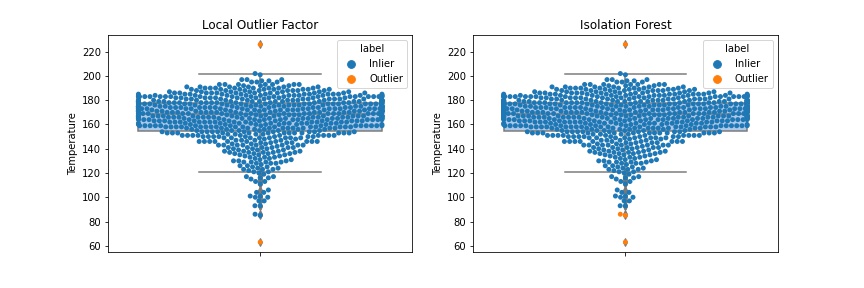 Local Outlier Factor
Temperature
220
200
180
160
140
120
100
80
60
label
Inlier
Outlier
Isolation Forest
Temperature
220
200
180
160
140
120
100
80
60
label
Inlier
Outlier